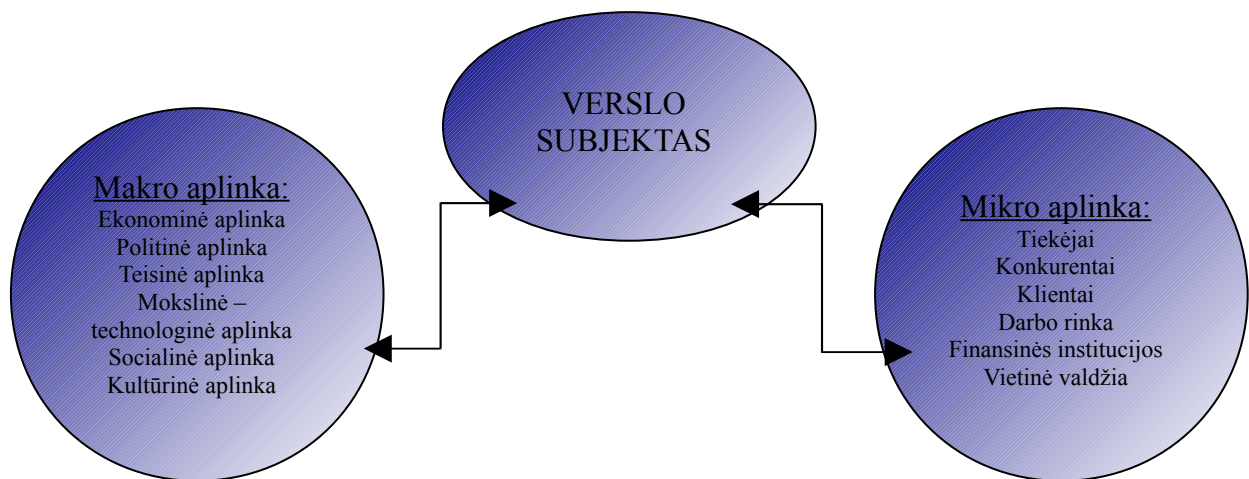 VERSLO
SUBJEKTAS
Makro aplinka:
Ekonominė aplinka
Politinė aplinka
Teisinė aplinka
Mokslinė –
technologinė aplinka
Socialinė aplinka
Kultūrinė aplinka
Mikro aplinka:
Tiekėjai
Konkurentai
Klientai
Darbo rinka
Finansinės institucijos
Vietinė valdžia